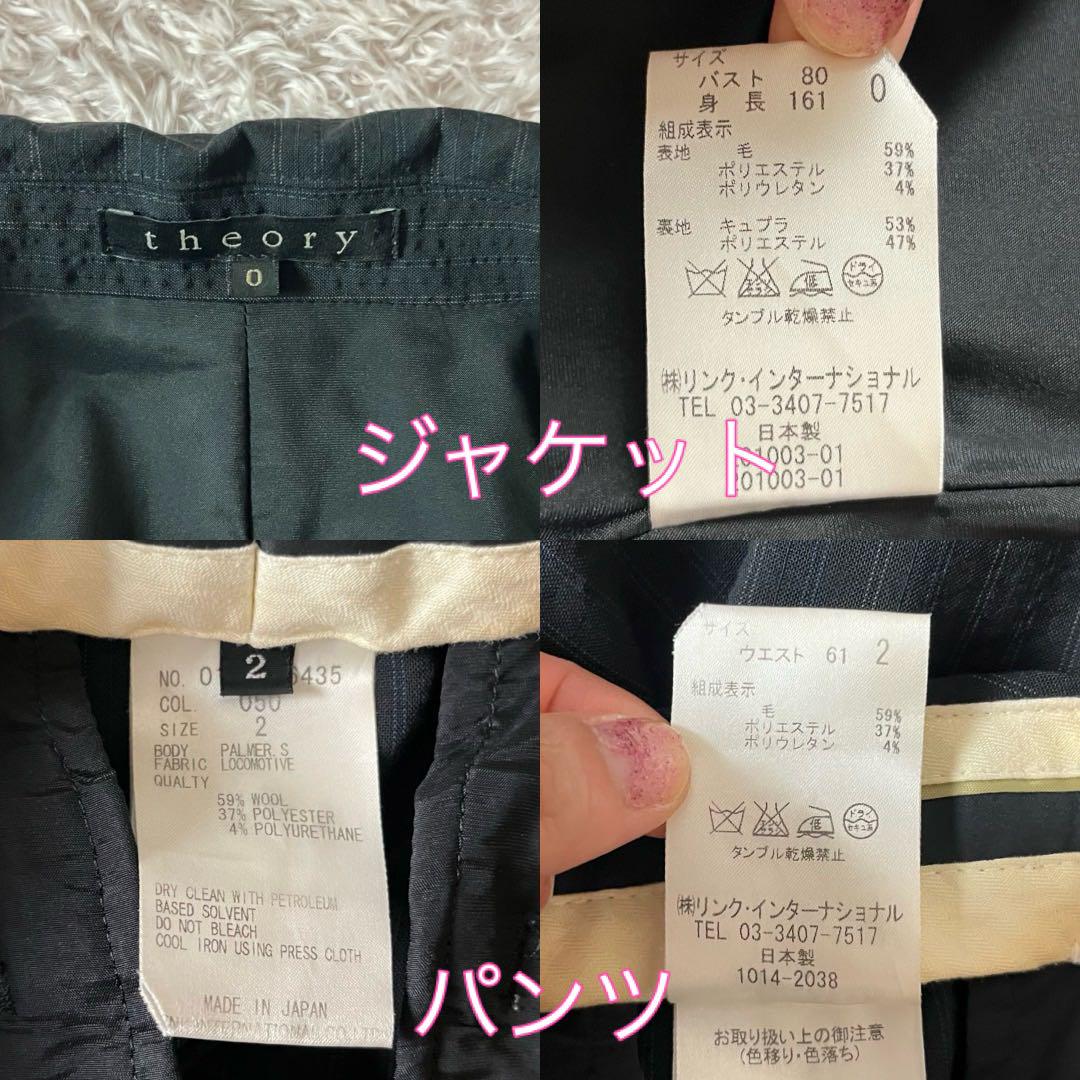 theory
0
サイズ
バスト 80
身長 161 0
組成表示
表地 毛 59%
ポリエステル 37%
ポリウレタン 4%
裏地 キュプラ 53%
ポリエステル 47%
低
ドライ
セキユ系
タンブル乾燥禁止
㈱リンク・インターナショナル
TEL 03-3407-7517
日本製
201003-01
201003-01
ジャケット
2
NO. 0 6435
COL. 050
SIZE 2
BODY PALMER.S
FABRIC LOCOMOTIVE
QUALTY
59% WOOL
37% POLYESTER
4% POLYURETHANE
DRY CLEAN WITH PETROLEUM
BASED SOLVENT
DO NOT BLEACH
COOL IRON USING PRESS CLOTH
MADE IN JAPAN
INTERNATIONAL CO.LTD
サイズ
ウエスト 61 2
組成表示
毛 59%
ポリエステル 37%
ポリウレタン 4%
低
ドライ
セキユ系
タンブル乾燥禁止
㈱リンク・インターナショナル
TEL 03-3407-7517
日本製
1014-2038
お取り扱い上の御注意
(色移り・色落ち)
パンツ